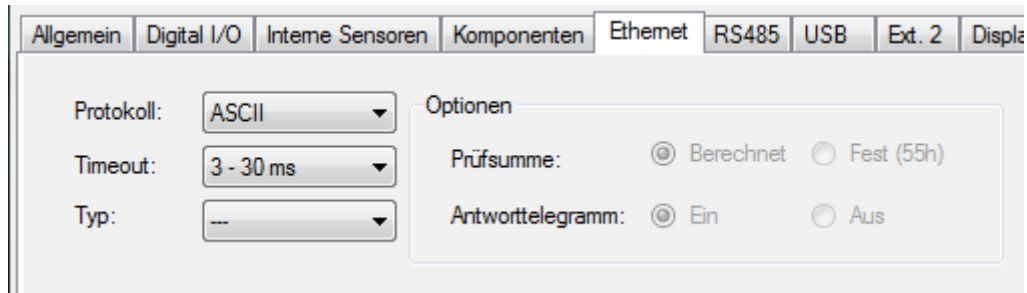 Allgemein Digital I/O Interne Sensoren Komponenten Ethernet RS485 USB Ext. 2 Displa
Protokoll: ASCII
Timeout: 3 - 30 ms
Typ: ---
Optionen
Prüfsumme: Berechnet Fest (55h)
Antworttelegramm: Ein Aus